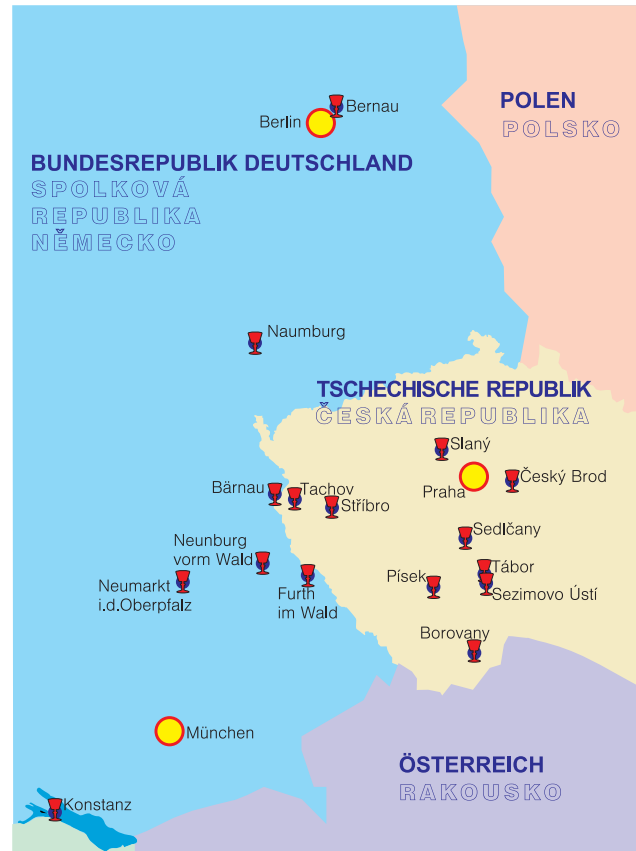 Bernau
Berlin
POLEN
POLSKO
BUNDESREPUBLIK DEUTSCHLAND
SPOLKOVÁ
REPUBLIKA
NĚMECKO
Naumburg
TSCHECHISCHE REPUBLIK
ČESKÁ REPUBLIKA
Slaný
Český Brod
Praha
Bärnau
Tachov
Stříbro
Sedlčany
Neunburg
vorm Wald
Tábor
Neumarkt
i.d.Oberpfalz
Furth
im Wald
Písek
Sezimovo Ústí
Borovany
München
ÖSTERREICH
RAKOUSKO
Konstanz